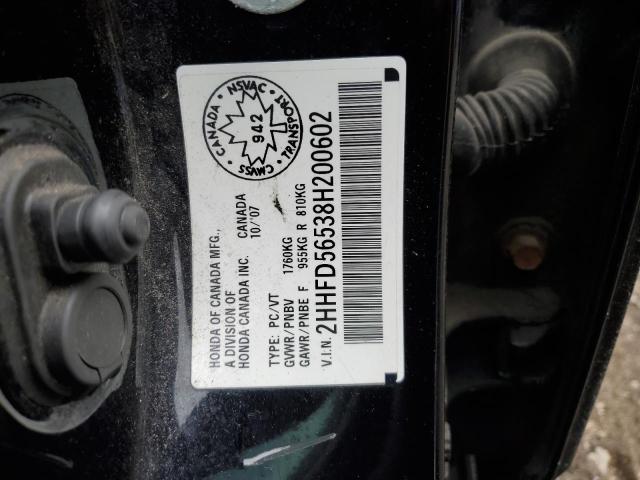 HONDA OF CANADA MFG.,
A DIVISION OF
HONDA CANADA INC. CANADA
10/'07
TYPE: PC/VT
GVWR/PNBV 1760KG
GAWR/PNBE F 955KG R 810KG
V.I.N. 2HHFD56538H200602
CANADA · NSVAC · TRANSPORT · CMVSS
942